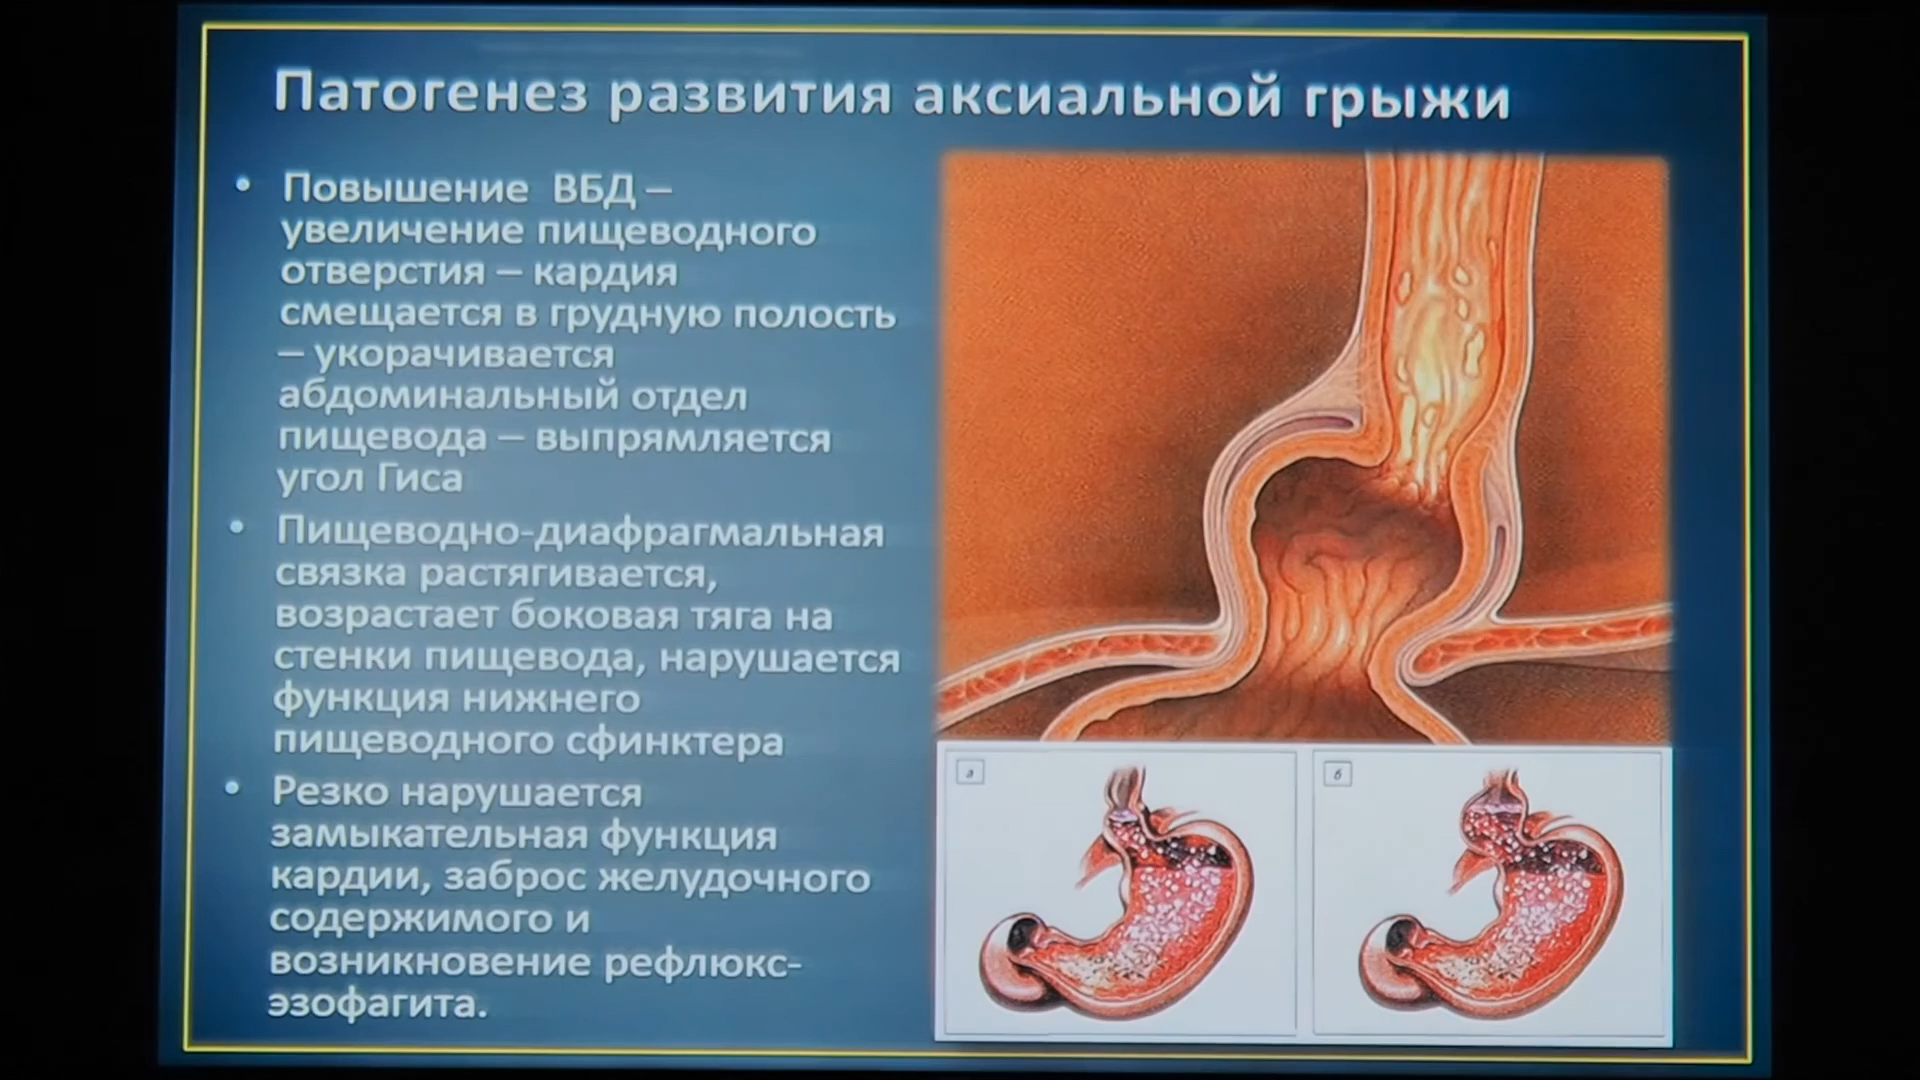 Патогенез развития аксиальной грыжи
• Повышение ВБД –
увеличение пищеводного
отверстия – кардия
смещается в грудную полость
– укорачивается
абдоминальный отдел
пищевода – выпрямляется
угол Гиса
• Пищеводно-диафрагмальная
связка растягивается,
возрастает боковая тяга на
стенки пищевода, нарушается
функция нижнего
пищеводного сфинктера
• Резко нарушается
замыкательная функция
кардии, заброс желудочного
содержимого и
возникновение рефлюкс-
эзофагита.
а
б